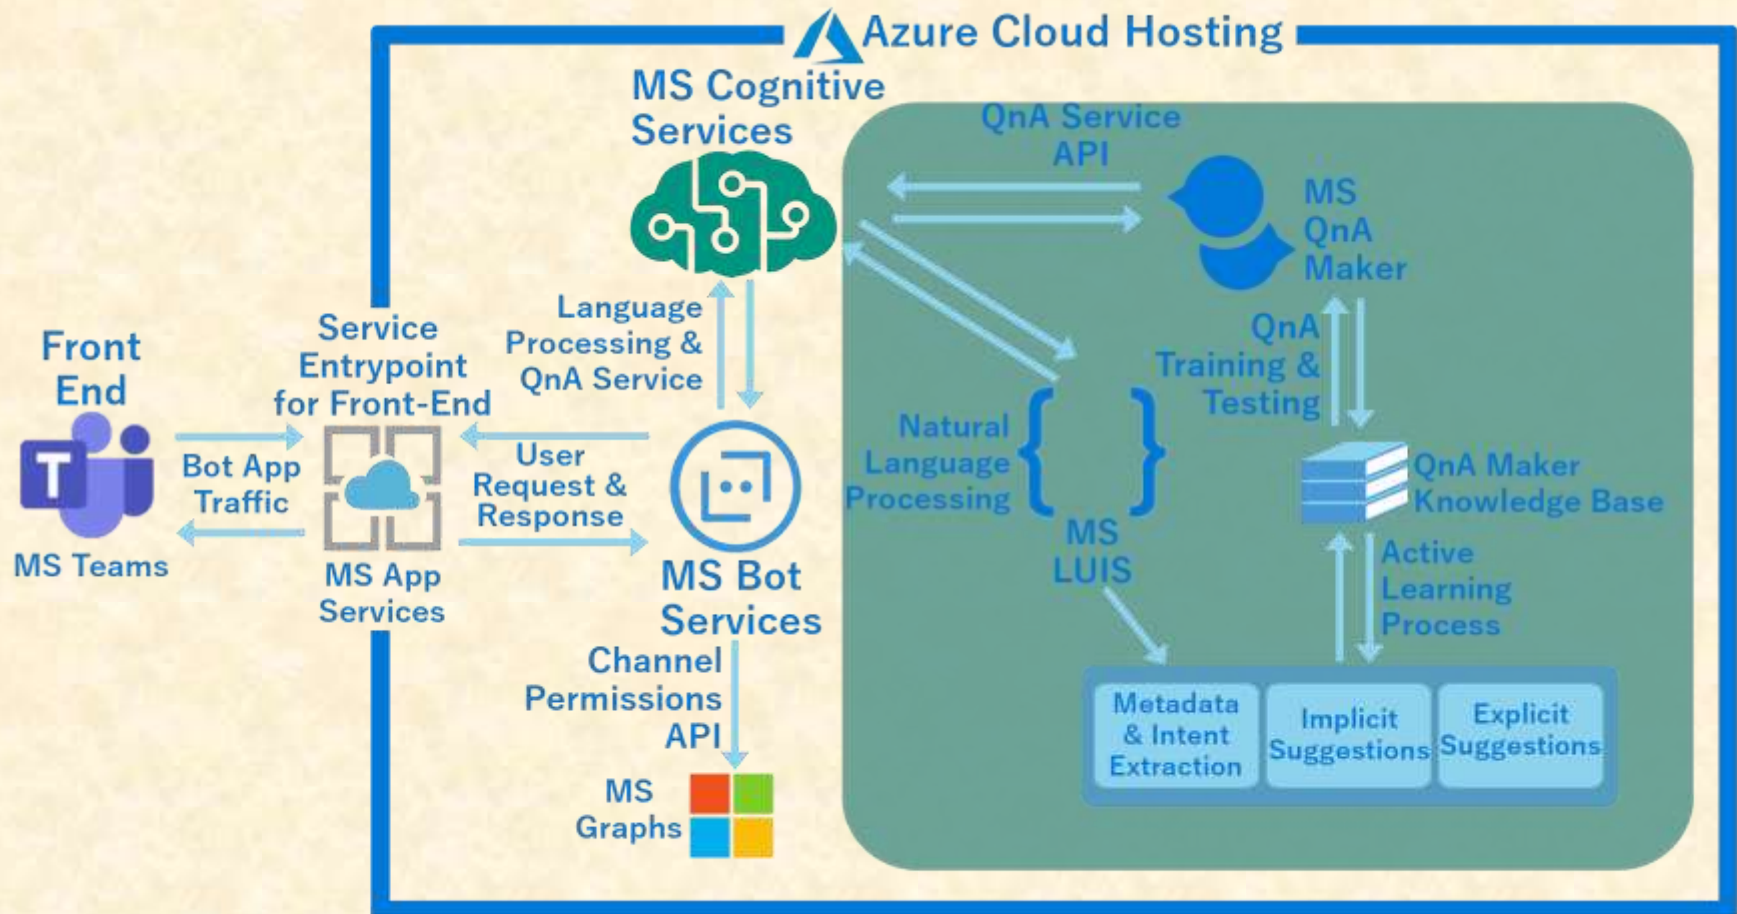 Azure Cloud Hosting
MS Cognitive
Services
QnA Service
API
MS
QnA
Maker
Language
Processing &
QnA Service
Service
Entrypoint
for Front-End
Front
End
T
MS Teams
Bot App
Traffic
MS App
Services
User
Request &
Response
MS Bot
Services
Channel
Permissions
API
MS
Graphs
Natural
Language
Processing
{ }
MS
LUIS
QnA
Training &
Testing
QnA Maker
Knowledge Base
Active
Learning
Process
Metadata
& Intent
Extraction
Implicit
Suggestions
Explicit
Suggestions